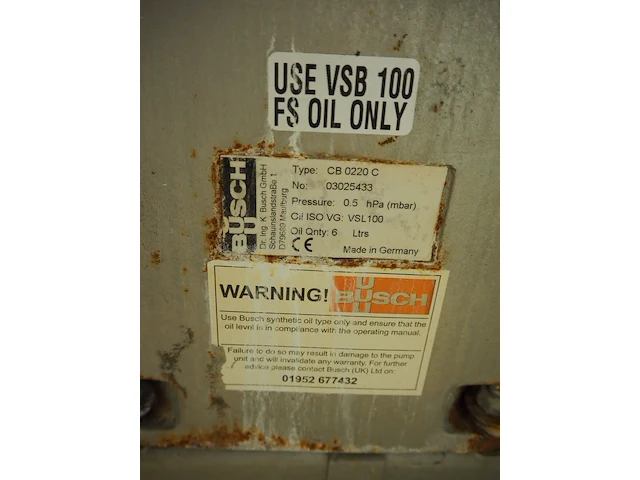 USE VSB 100
FS OIL ONLY
BUSCH
Dr. Ing. K. Busch GmbH
Schauinslandstraße 1
D79689 Maulburg
Type: CB 0220 C
No: 03025433
Pressure: 0.5 hPa (mbar)
Oil ISO VG: VSL100
Oil Qnty: 6 Ltrs
CE Made in Germany
WARNING! BUSCH
Use Busch synthetic oil type only and ensure that the
oil level is in compliance with the operating manual.
Failure to do so may result in damage to the pump
unit and will invalidate any warranty. For further
advice please contact Busch (UK) Ltd on:
01952 677432